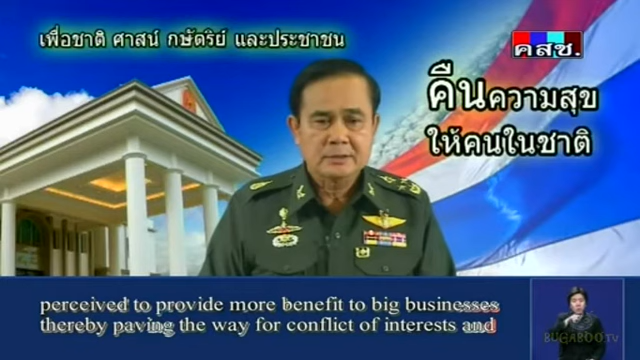 เพื่อชาติ ศาสน์ กษัตริย์ และประชาชน
คสช.
คืนความสุข
ให้คนในชาติ
perceived to provide more benefit to big businesses
thereby paving the way for conflict of interests and
BUGABOO.TV